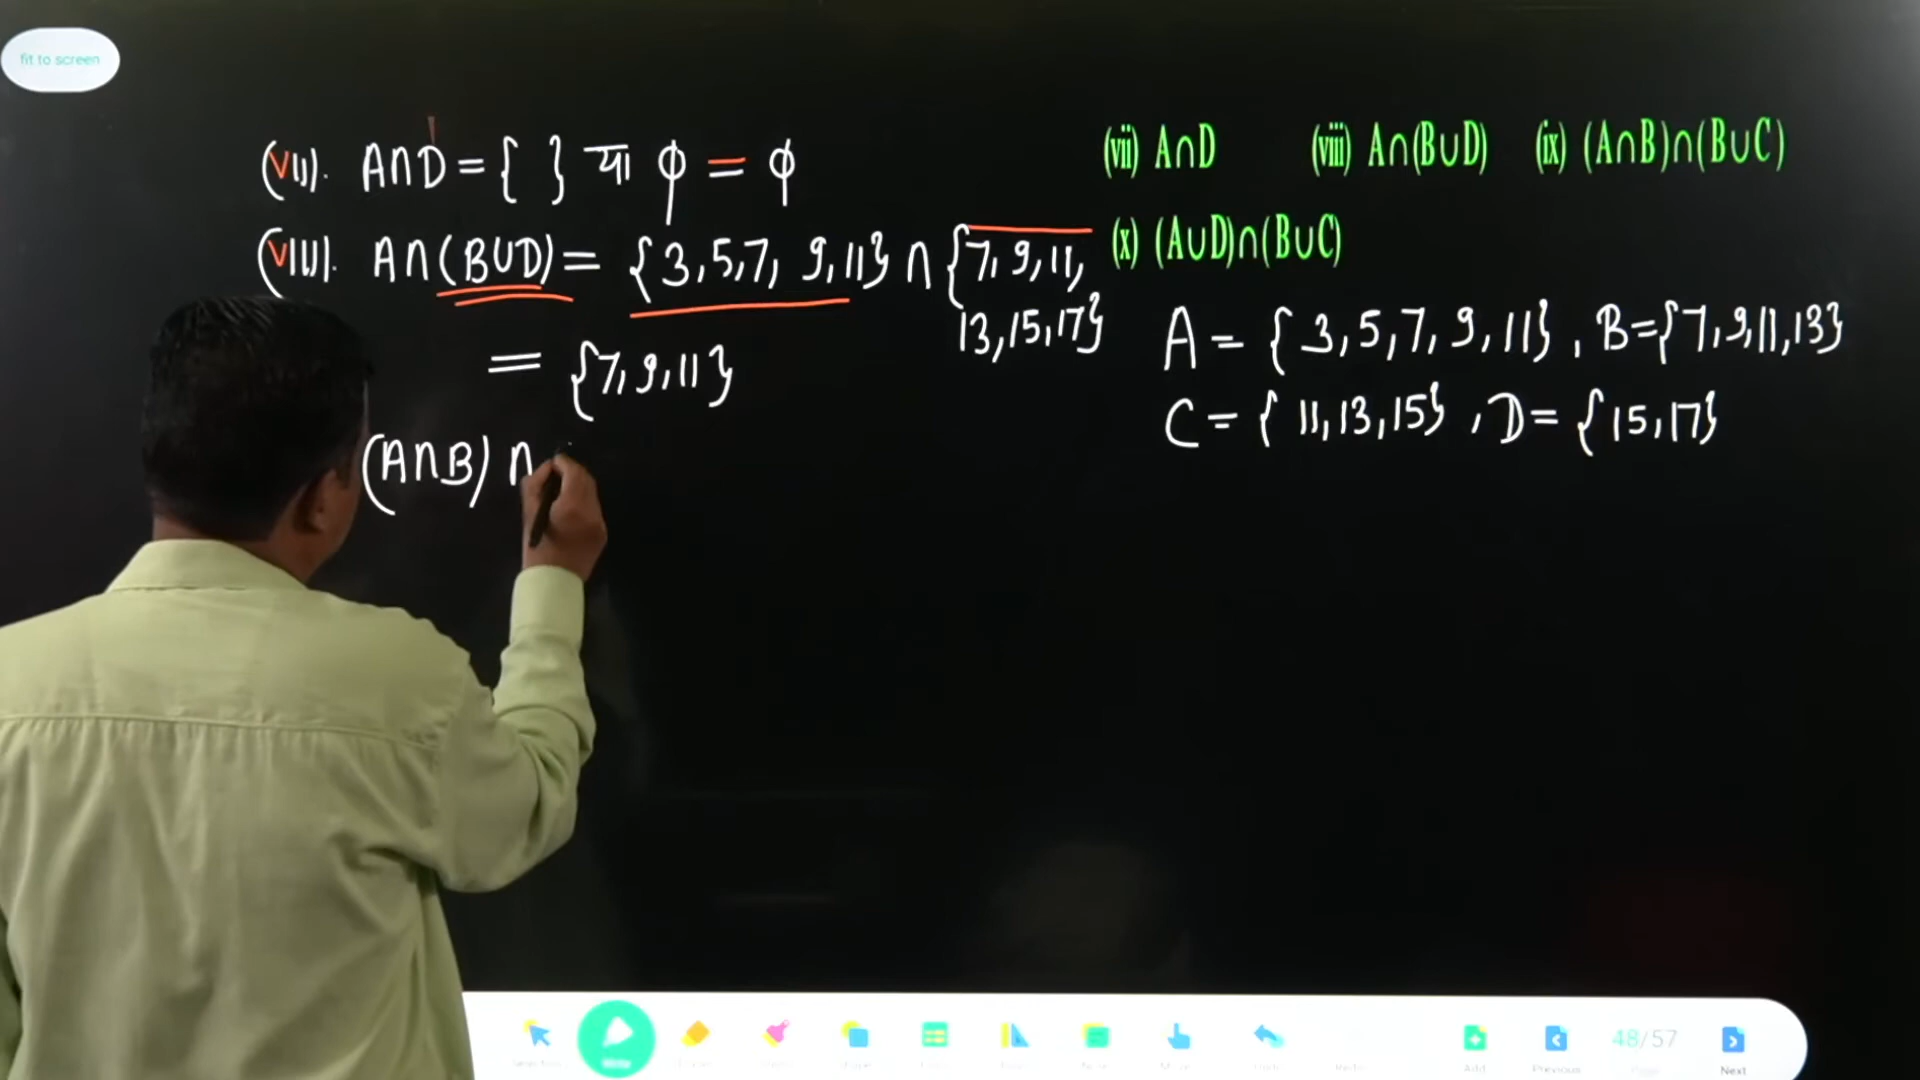 fit to screen
(vii). A∩D = { } या φ = φ
(viii). A∩(B∪D) = {3, 5, 7, 9, 11} ∩ {7, 9, 11,
13, 15, 17}
= {7, 9, 11}
(A∩B) ∩
(vii) A∩D (viii) A∩(B∪D) (ix) (A∩B)∩(B∪C)
(x) (A∪D)∩(B∪C)
A = { 3, 5, 7, 9, 11}, B = {7, 9, 11, 13}
C = { 11, 13, 15}, D = {15, 17}
48/57
Add Previous Next